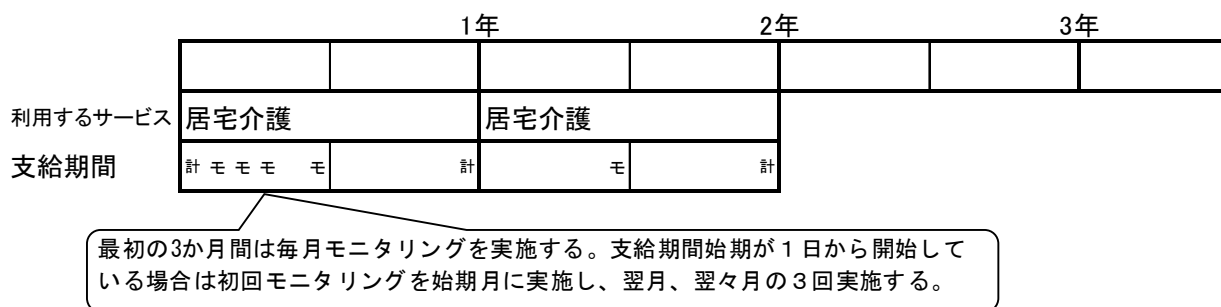 1年 2年 3年
利用するサービス 居宅介護 居宅介護
支給期間 計 モ モ モ モ 計 モ 計
最初の3か月間は毎月モニタリングを実施する。支給期間始期が１日から開始して
いる場合は初回モニタリングを始期月に実施し、翌月、翌々月の３回実施する。